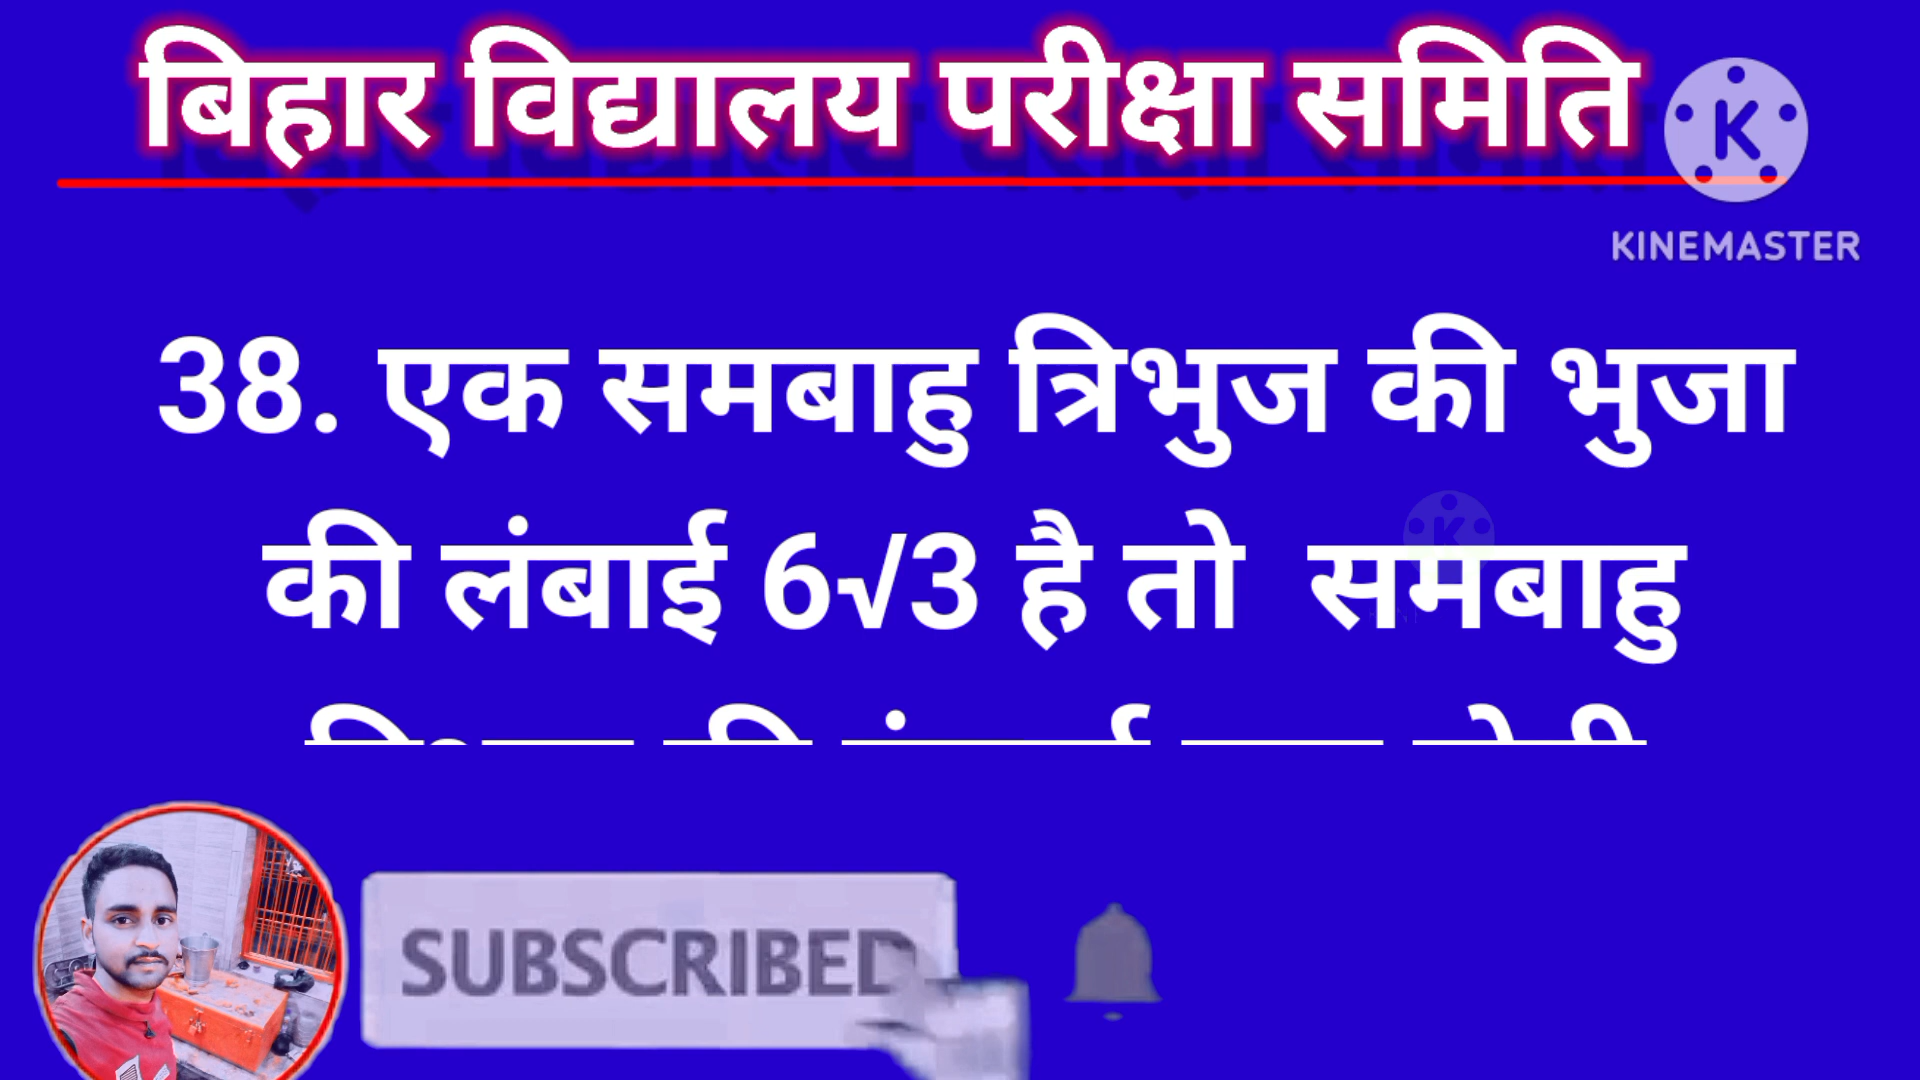 बिहार विद्यालय परीक्षा समिति
KINEMASTER
38. एक समबाहु त्रिभुज की भुजा
की लंबाई 6√3 है तो समबाहु
SUBSCRIBED